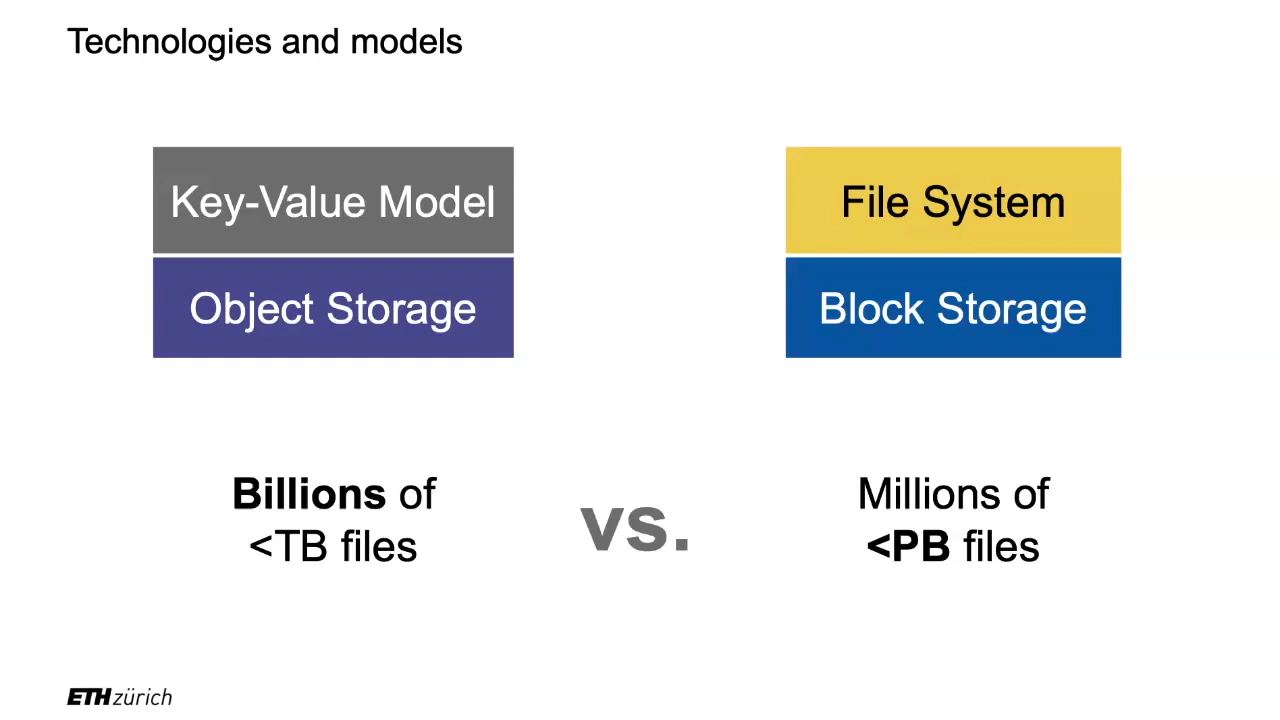 Technologies and models
Key-Value Model
File System
Object Storage
Block Storage
Billions of
<TB files
vs.
Millions of
<PB files
ETH zürich